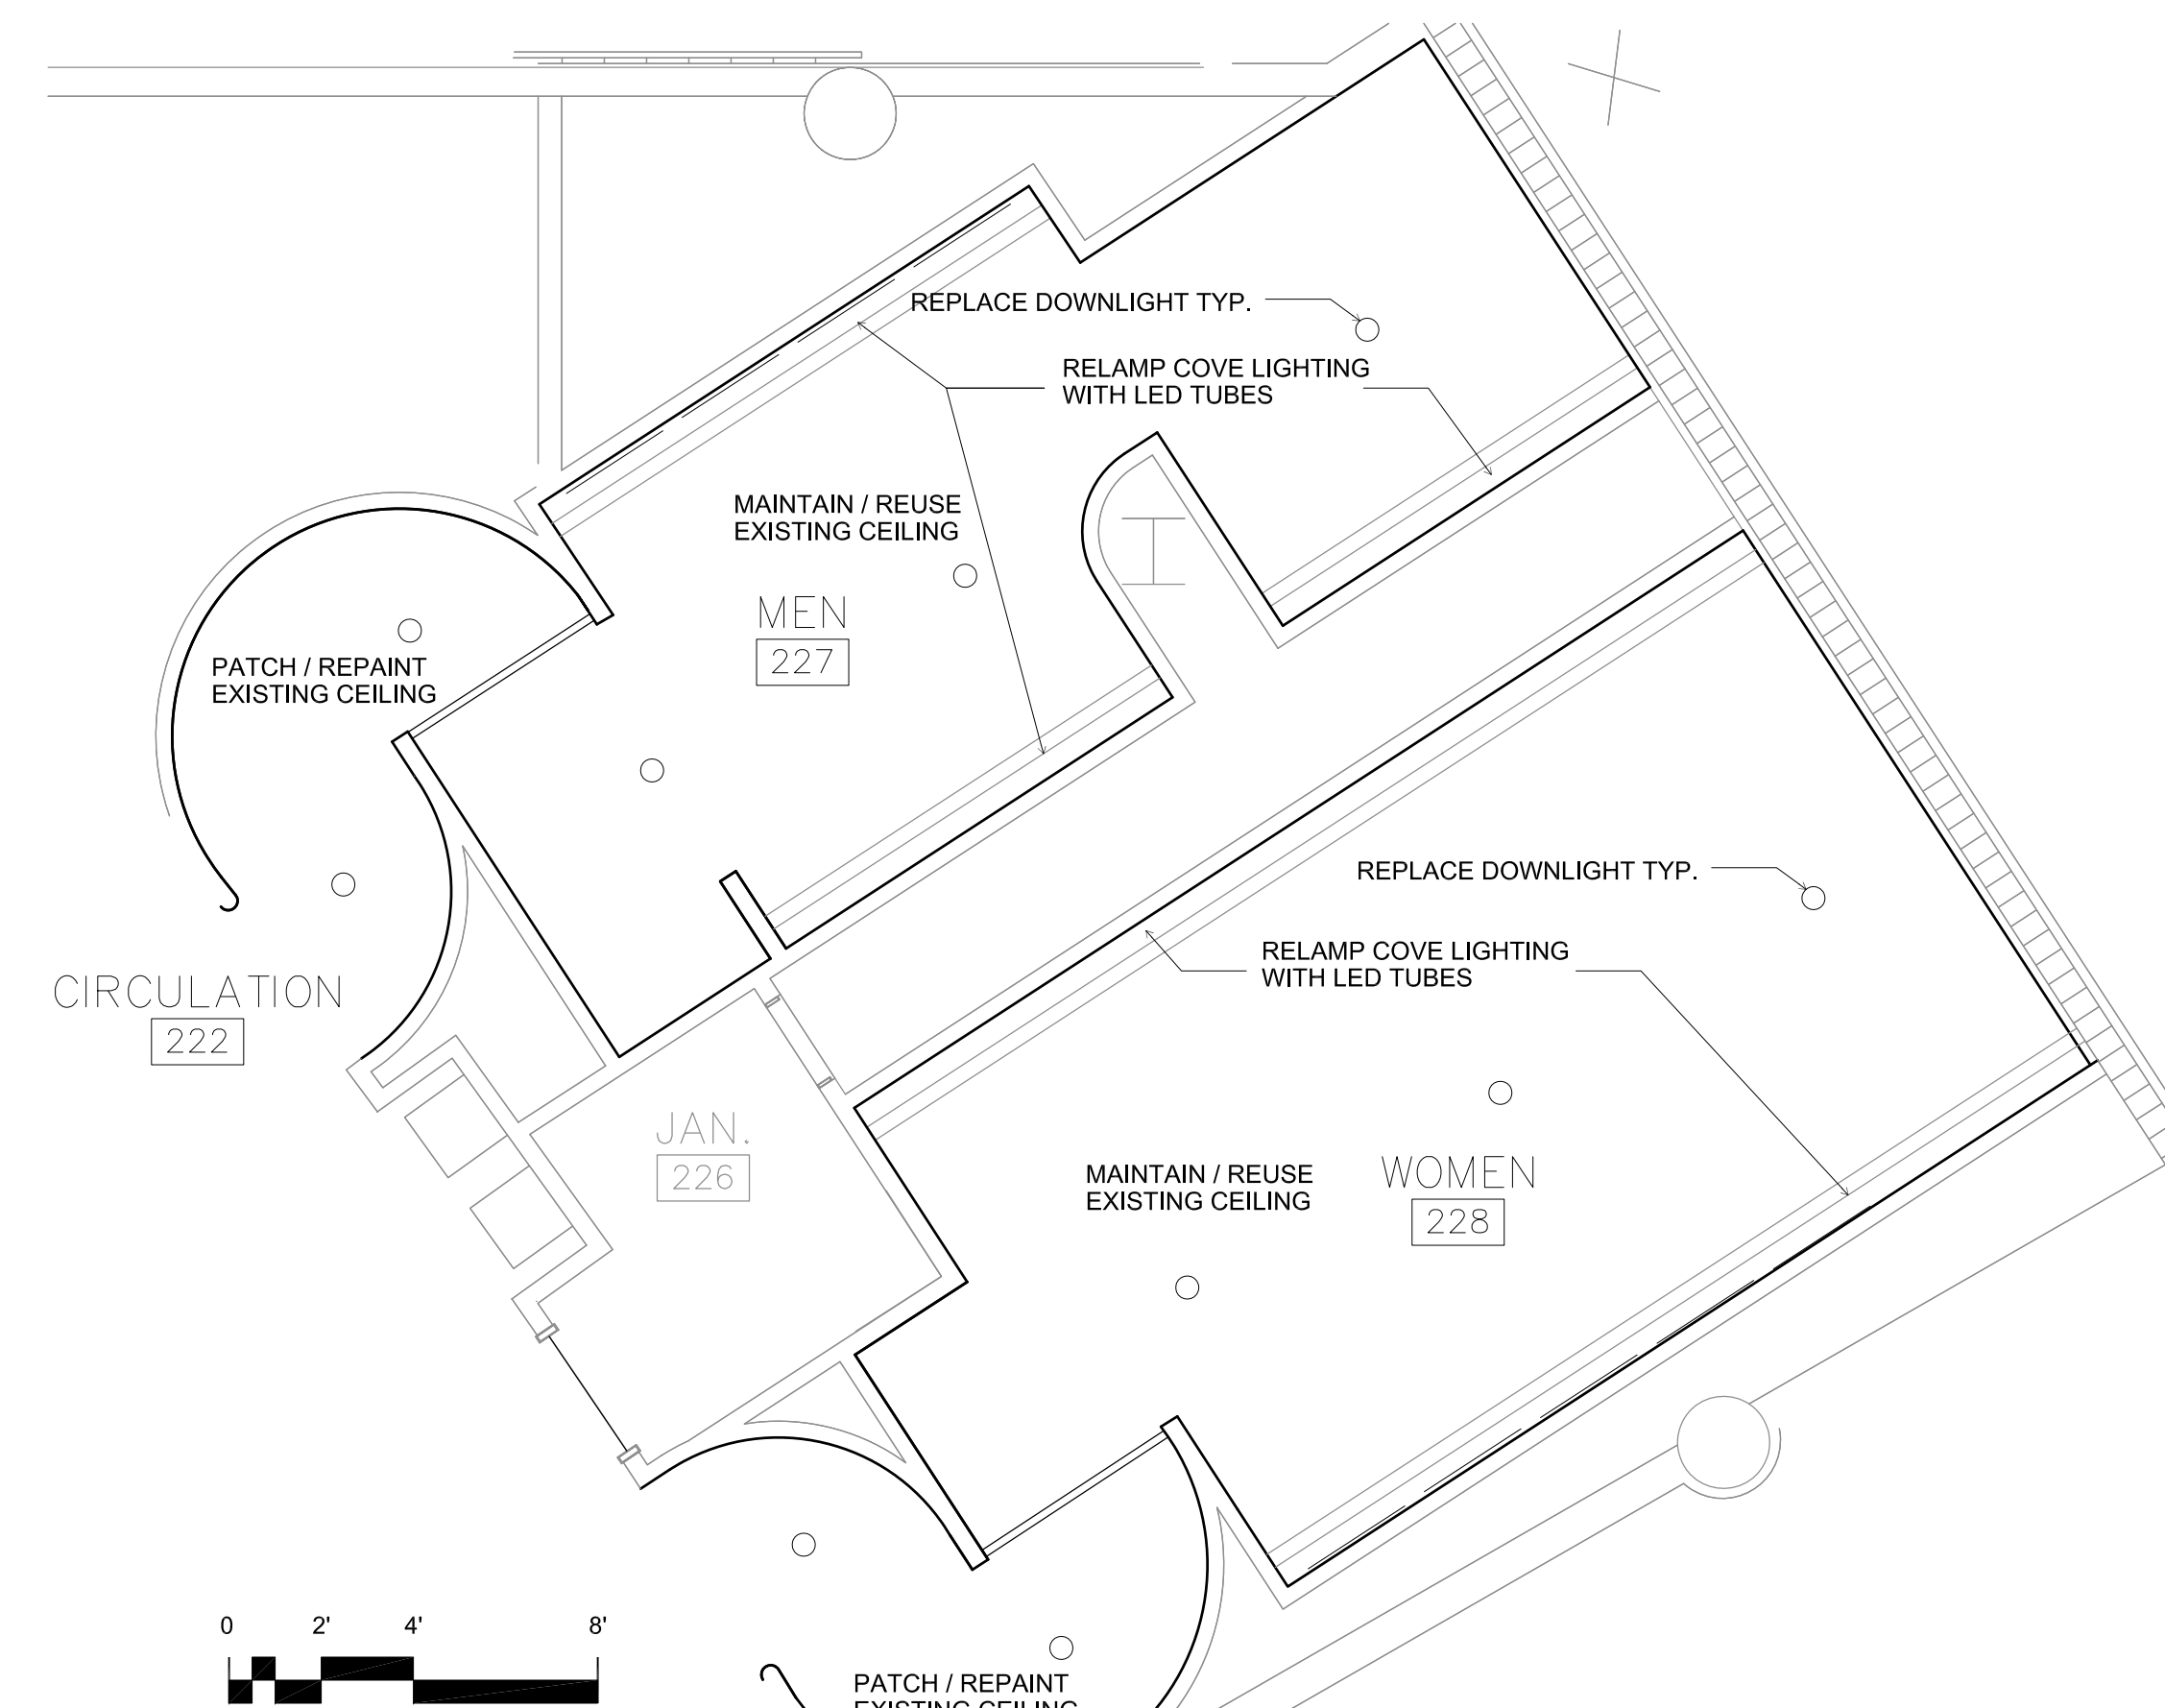 REPLACE DOWNLIGHT TYP.
RELAMP COVE LIGHTING
WITH LED TUBES
MAINTAIN / REUSE
EXISTING CEILING
MEN
227
PATCH / REPAINT
EXISTING CEILING
REPLACE DOWNLIGHT TYP.
RELAMP COVE LIGHTING
WITH LED TUBES
CIRCULATION
222
JAN.
226
MAINTAIN / REUSE
EXISTING CEILING
WOMEN
228
0 2' 4' 8'
PATCH / REPAINT
EXISTING CEILING